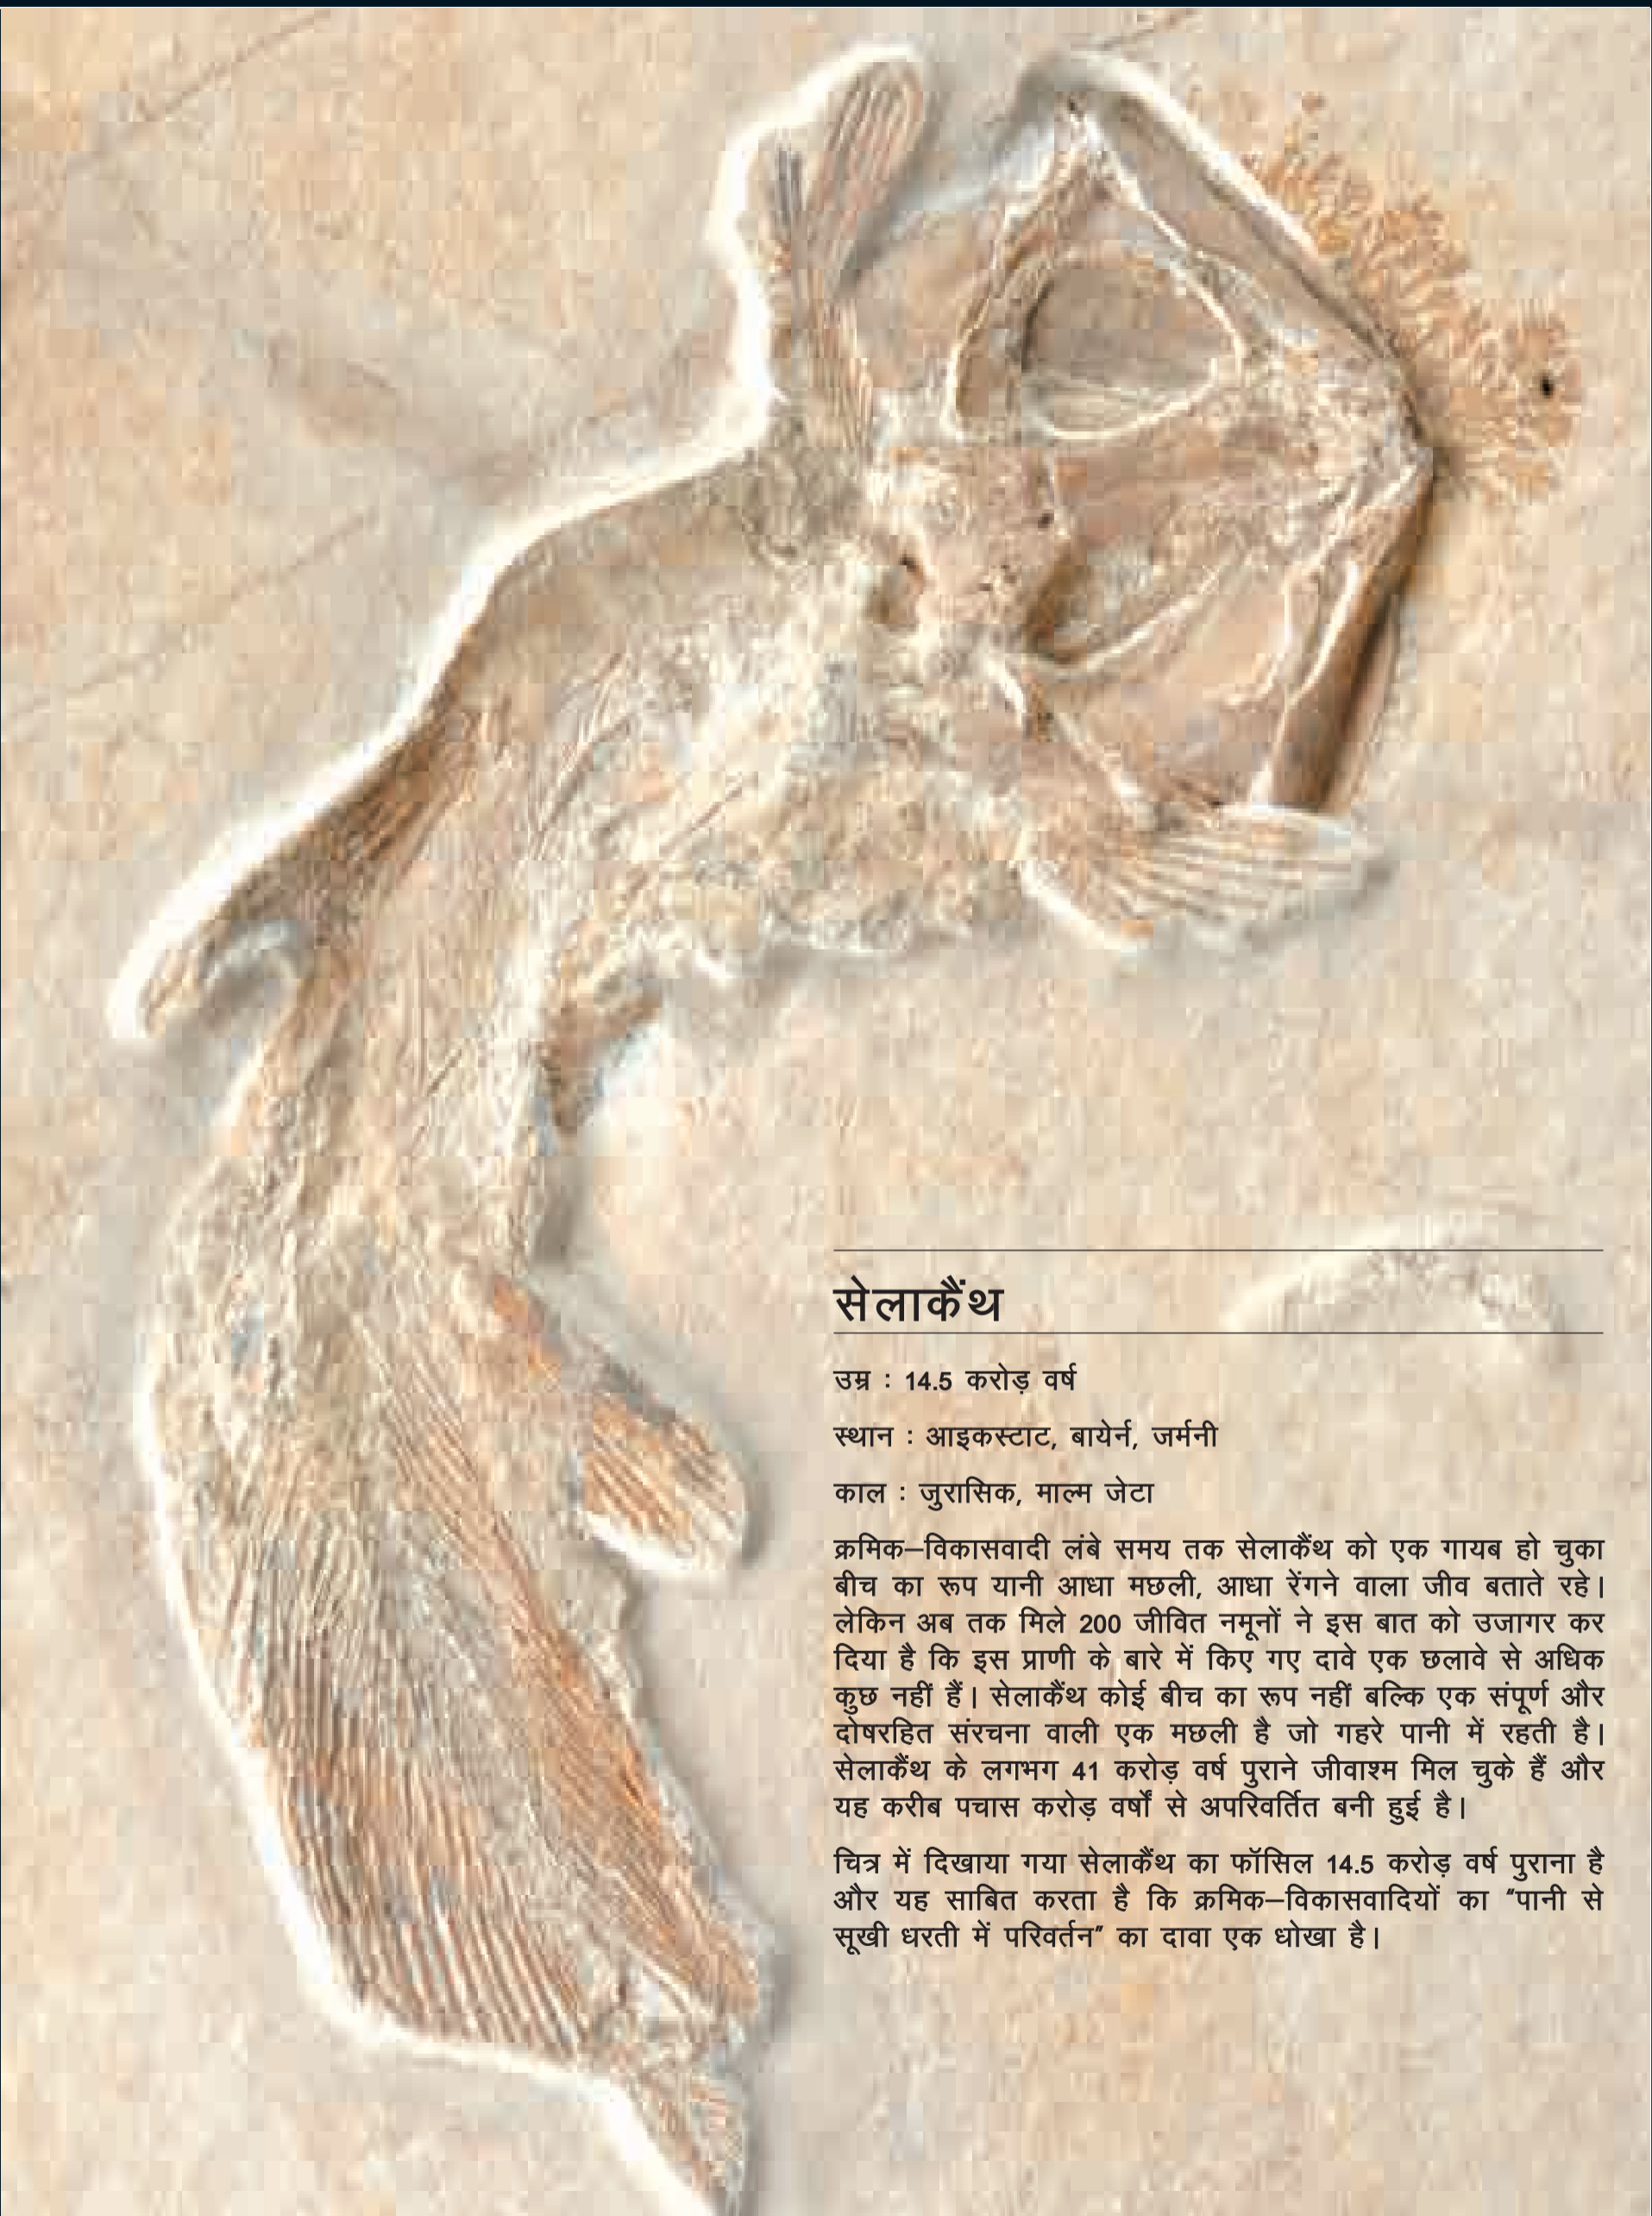 सेलाकैंथ
उम्र : 14.5 करोड़ वर्ष
स्थान : आइकस्टाट, बायेर्न, जर्मनी
काल : जुरासिक, माल्म जेटा
क्रमिक–विकासवादी लंबे समय तक सेलाकैंथ को एक गायब हो चुका
बीच का रूप यानी आधा मछली, आधा रेंगने वाला जीव बताते रहे।
लेकिन अब तक मिले 200 जीवित नमूनों ने इस बात को उजागर कर
दिया है कि इस प्राणी के बारे में किए गए दावे एक छलावे से अधिक
कुछ नहीं हैं। सेलाकैंथ कोई बीच का रूप नहीं बल्कि एक संपूर्ण और
दोषरहित संरचना वाली एक मछली है जो गहरे पानी में रहती है।
सेलाकैंथ के लगभग 41 करोड़ वर्ष पुराने जीवाश्म मिल चुके हैं और
यह करीब पचास करोड़ वर्षों से अपरिवर्तित बनी हुई है।
चित्र में दिखाया गया सेलाकैंथ का फॉसिल 14.5 करोड़ वर्ष पुराना है
और यह साबित करता है कि क्रमिक–विकासवादियों का "पानी से
सूखी धरती में परिवर्तन" का दावा एक धोखा है।